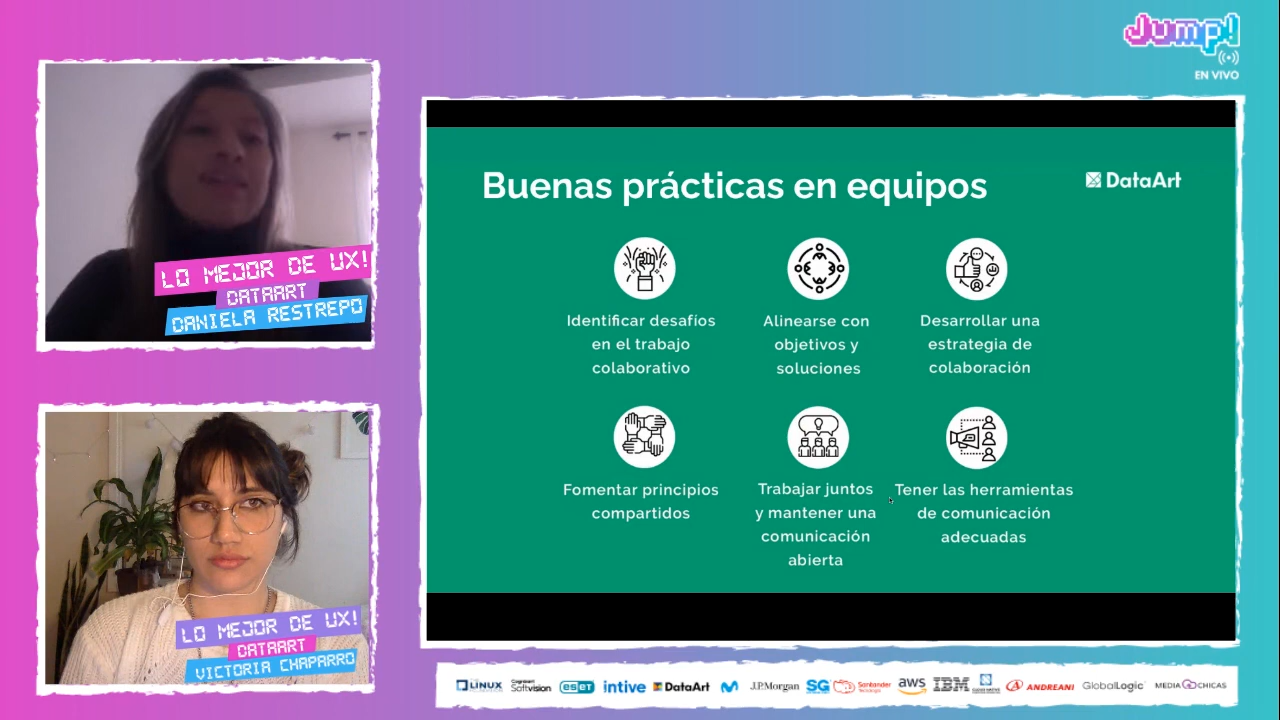 Jump!
EN VIVO
LO MEJOR DE UX!
DATAART
DANIELA RESTREPO
LO MEJOR DE UX!
DATAART
VICTORIA CHAPARRO
Buenas prácticas en equipos
DataArt
Identificar desafíos
en el trabajo
colaborativo
Alinearse con
objetivos y
soluciones
Desarrollar una
estrategia de
colaboración
Fomentar principios
compartidos
Trabajar juntos
y mantener una
comunicación
abierta
Tener las herramientas
de comunicación
adecuadas
LINUX
Cognizant
Softvision
eseT
intive
DataArt
J.P.Morgan
SG
Santander
Tecnología
aws
IBM
ANDREANI
GlobalLogic
MEDIA CHICAS